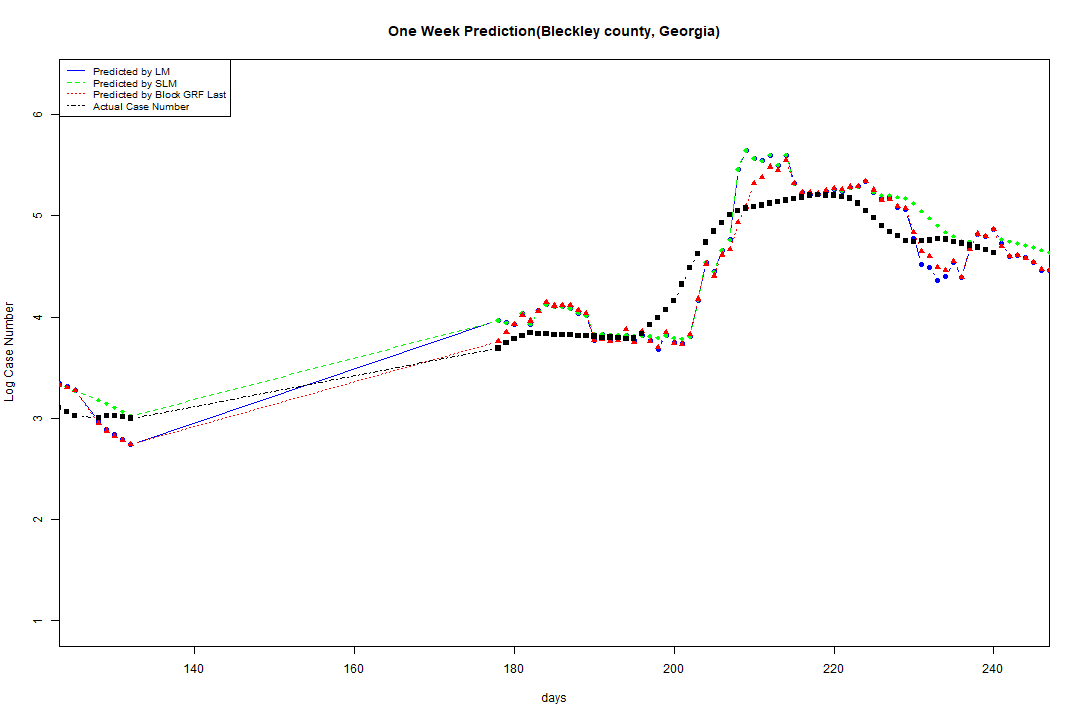 One Week Prediction(Bleckley county, Georgia)
Predicted by LM
Predicted by SLM
Predicted by Block GRF Last
Actual Case Number
6
5
4
3
2
1
Log Case Number
140 160 180 200 220 240
days